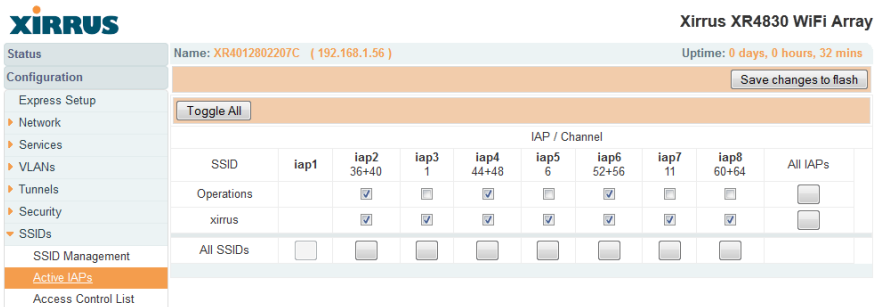 XIRRUS
Xirrus XR4830 WiFi Array
Status
Name: XR4012802207C ( 192.168.1.56 ) Uptime: 0 days, 0 hours, 32 mins
Configuration
Save changes to flash
Express Setup
Toggle All
Network
IAP / Channel
Services
VLANs
SSID iap1 iap2 iap3 iap4 iap5 iap6 iap7 iap8 All IAPs
36+40 1 44+48 6 52+56 11 60+64
Tunnels
Operations
Security
xirrus
SSIDs
All SSIDs
SSID Management
Active IAPs
Access Control List